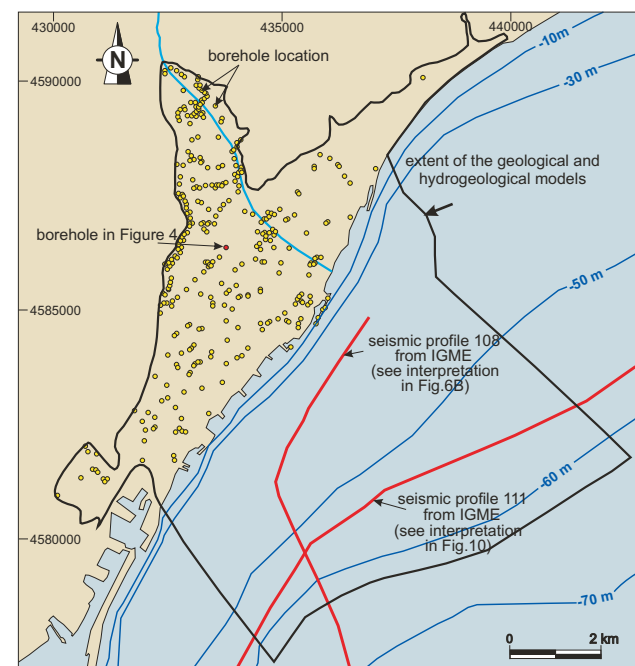 430000
435000
440000
4590000
4585000
4580000
N
borehole location
-10m
-30 m
extent of the geological and
hydrogeological models
borehole in Figure 4
-50 m
seismic profile 108
from IGME
(see interpretation
in Fig.6B)
-60 m
seismic profile 111
from IGME
(see interpretation
in Fig.10)
-70 m
0
2 km